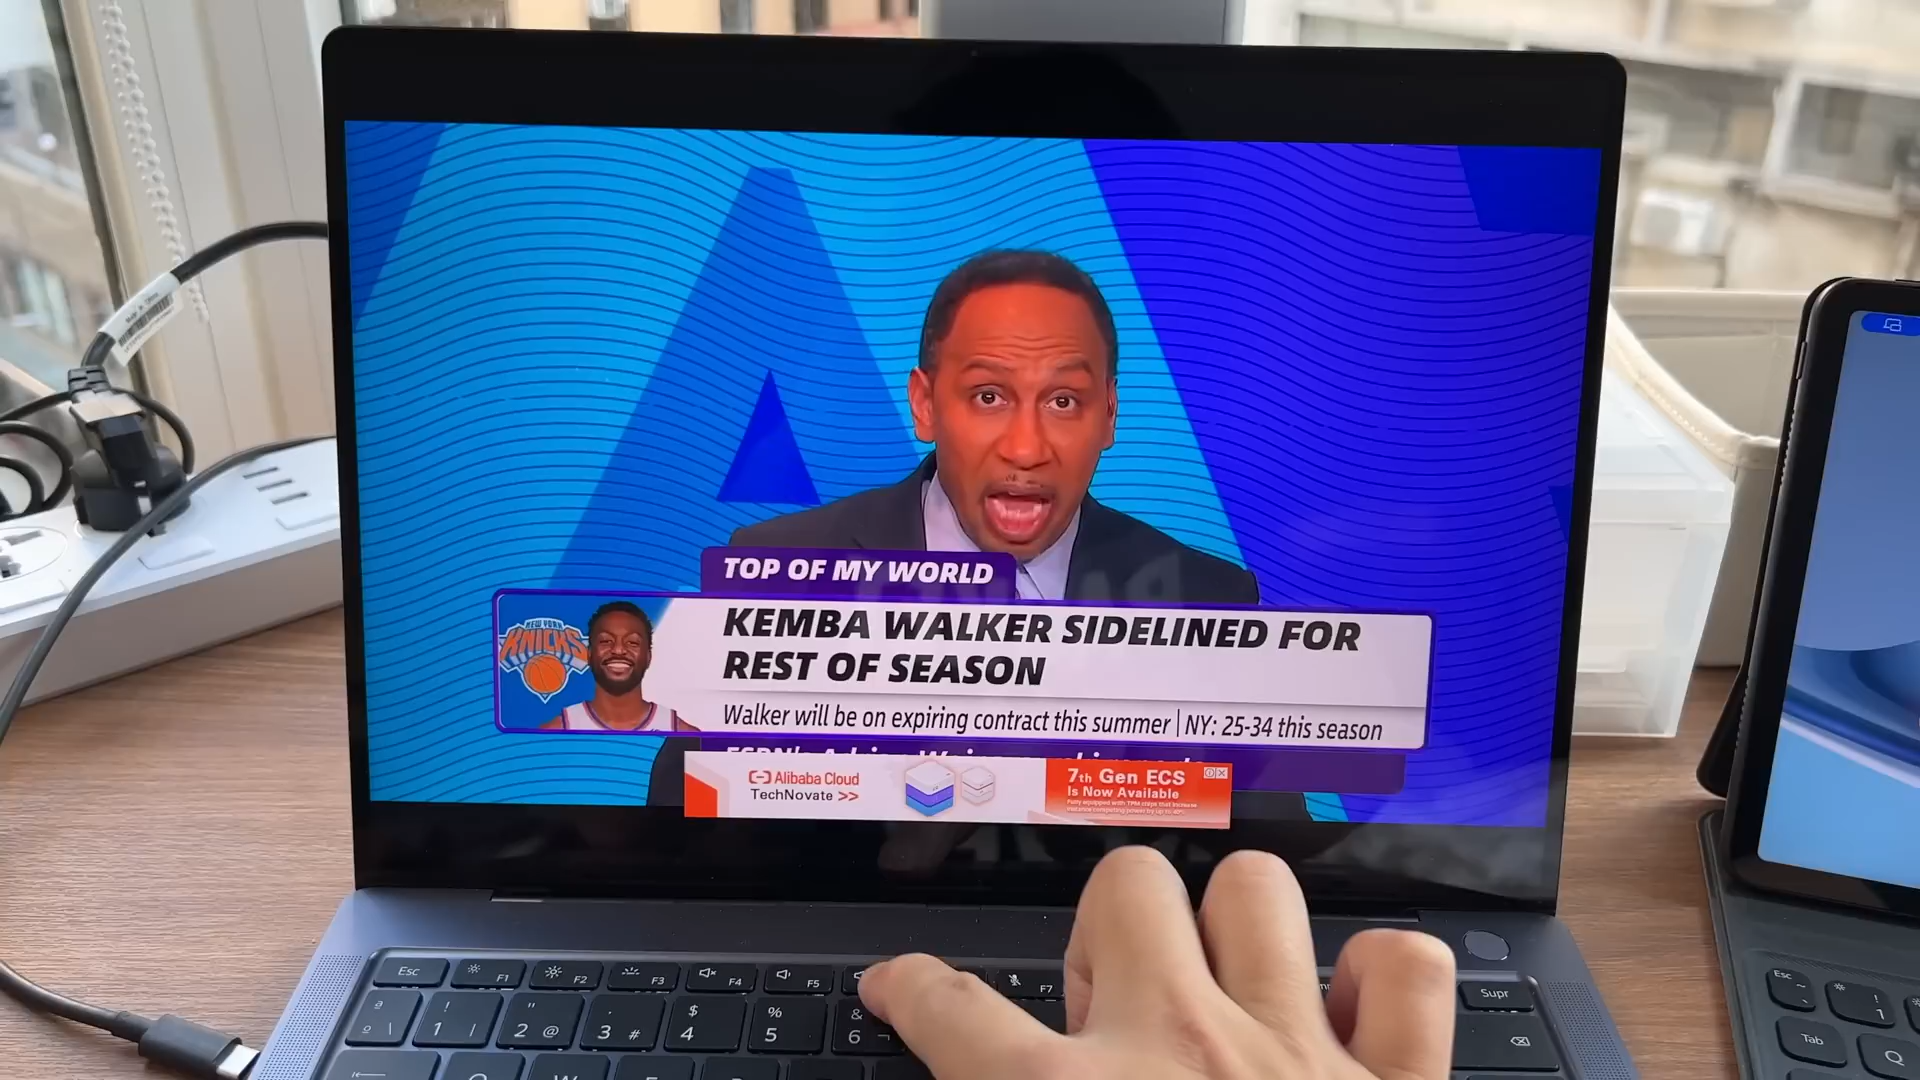 TOP OF MY WORLD
NEW YORK
KNICKS
KEMBA WALKER SIDELINED FOR
REST OF SEASON
Walker will be on expiring contract this summer | NY: 25-34 this season
Alibaba Cloud
TechNovate >>
7th Gen ECS
Is Now Available
Esc
F1
F2
F3
F4
F5
F7
Supr
ª
º \
!
1 |
"
2 @
·
3 #
$
4
%
5
&
6 ¬
Q
W
Esc
!
1
Tab
Q